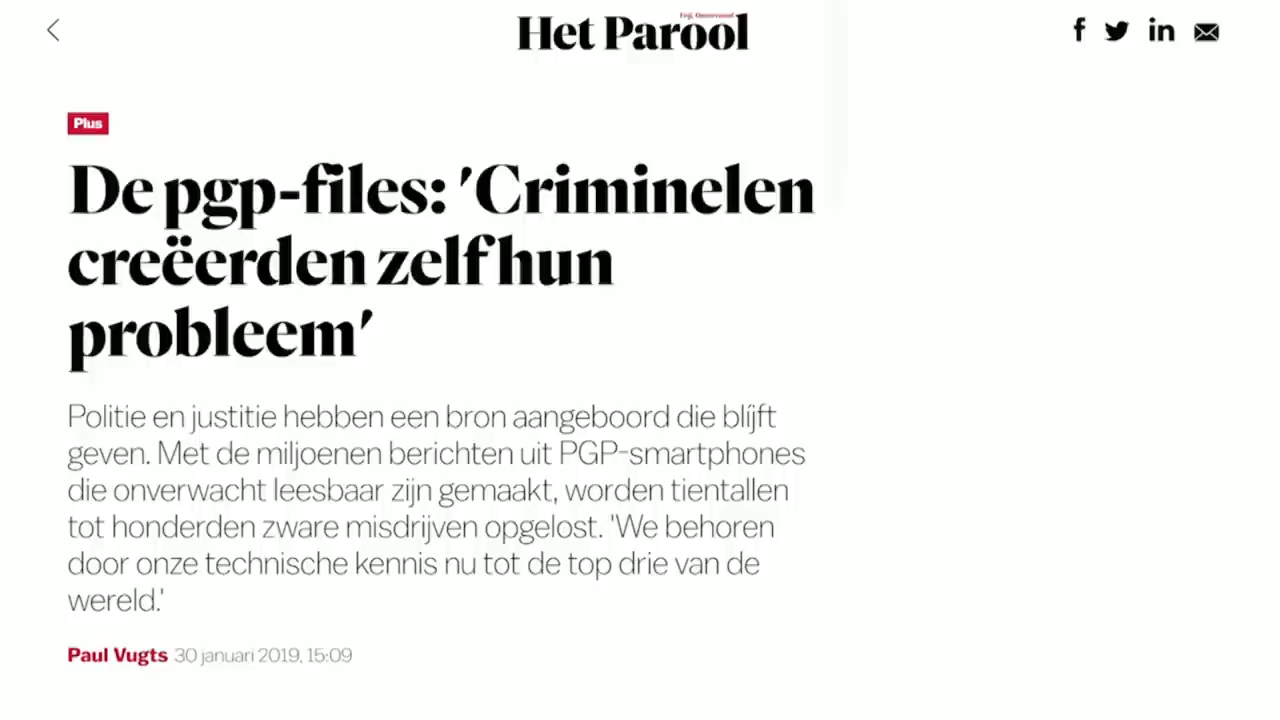 Het Parool
Plus
De pgp-files: 'Criminelen
creëerden zelf hun
probleem'
Politie en justitie hebben een bron aangeboord die blíjft
geven. Met de miljoenen berichten uit PGP-smartphones
die onverwacht leesbaar zijn gemaakt, worden tientallen
tot honderden zware misdrijven opgelost. 'We behoren
door onze technische kennis nu tot de top drie van de
wereld.'
Paul Vugts 30 januari 2019, 15:09